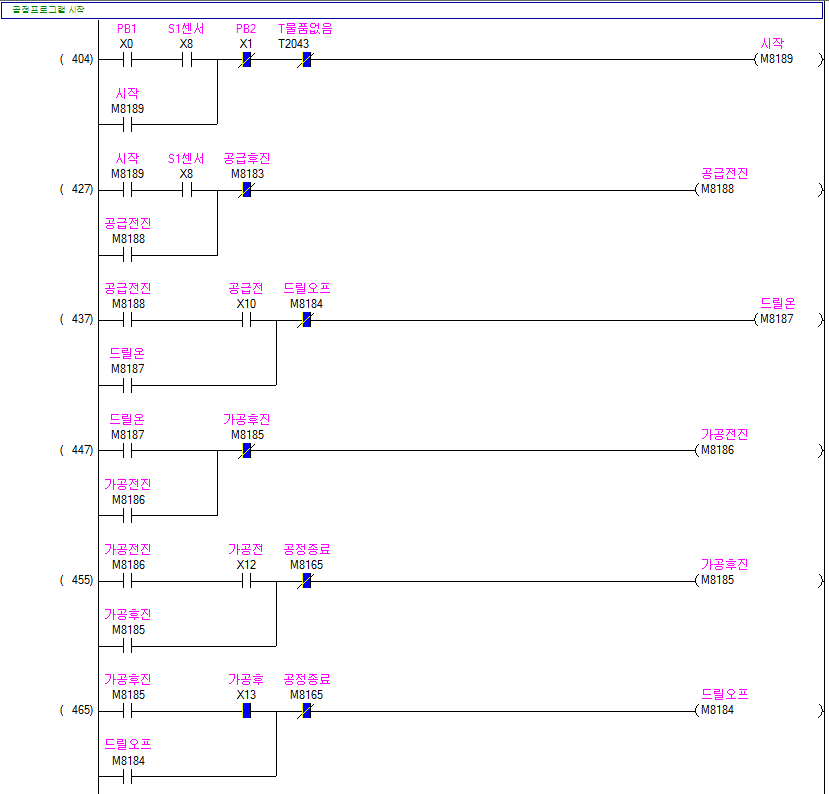 공정프로그램 시작
PB1 S1센서 PB2 T물품없음
X0 X8 X1 T2043 시작
( 404) ( M8189 )
시작
M8189
시작 S1센서 공급후진
M8189 X8 M8183 공급전진
( 427) ( M8188 )
공급전진
M8188
공급전진 공급전 드릴오프
M8188 X10 M8184 드릴온
( 437) ( M8187 )
드릴온
M8187
드릴온 가공후진
M8187 M8185 가공전진
( 447) ( M8186 )
가공전진
M8186
가공전진 가공전 공정종료
M8186 X12 M8165 가공후진
( 455) ( M8185 )
가공후진
M8185
가공후진 가공후 공정종료
M8185 X13 M8165 드릴오프
( 465) ( M8184 )
드릴오프
M8184